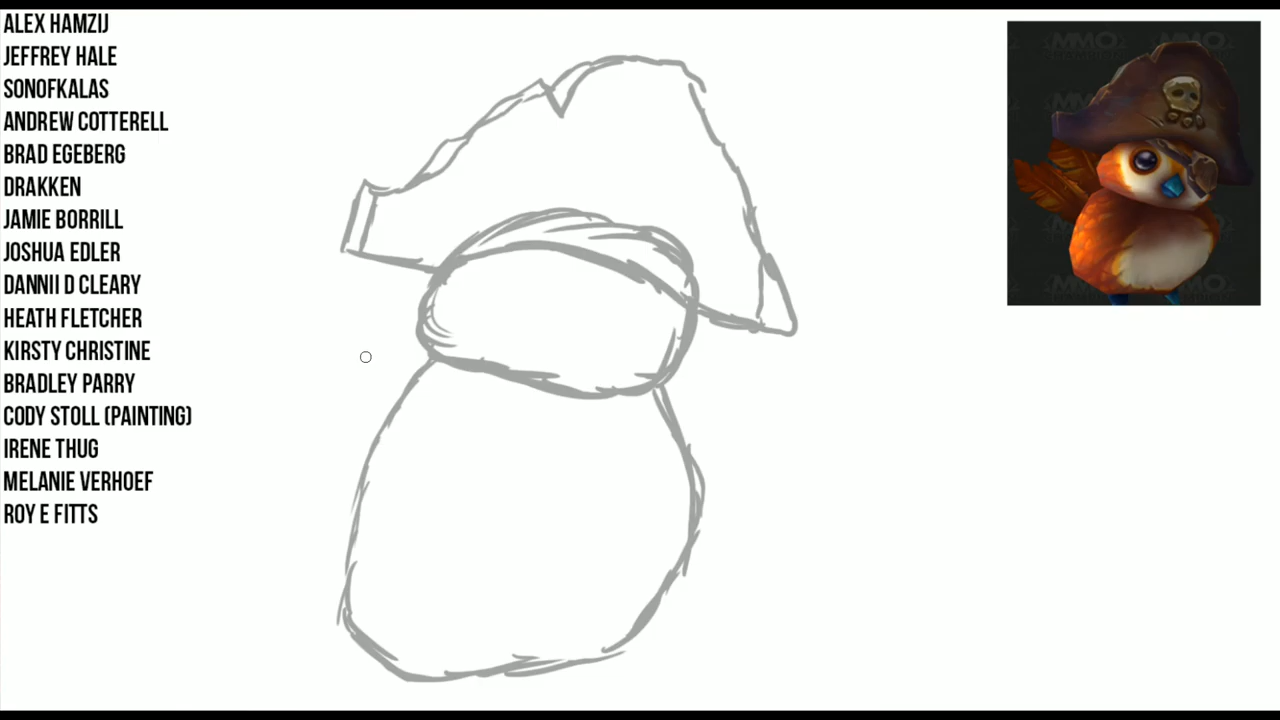 ALEX HAMZIJ
JEFFREY HALE
SONOFKALAS
ANDREW COTTERELL
BRAD EGEBERG
DRAKKEN
JAMIE BORRILL
JOSHUA EDLER
DANNII D CLEARY
HEATH FLETCHER
KIRSTY CHRISTINE
BRADLEY PARRY
CODY STOLL (PAINTING)
IRENE THUG
MELANIE VERHOEF
ROY E FITTS